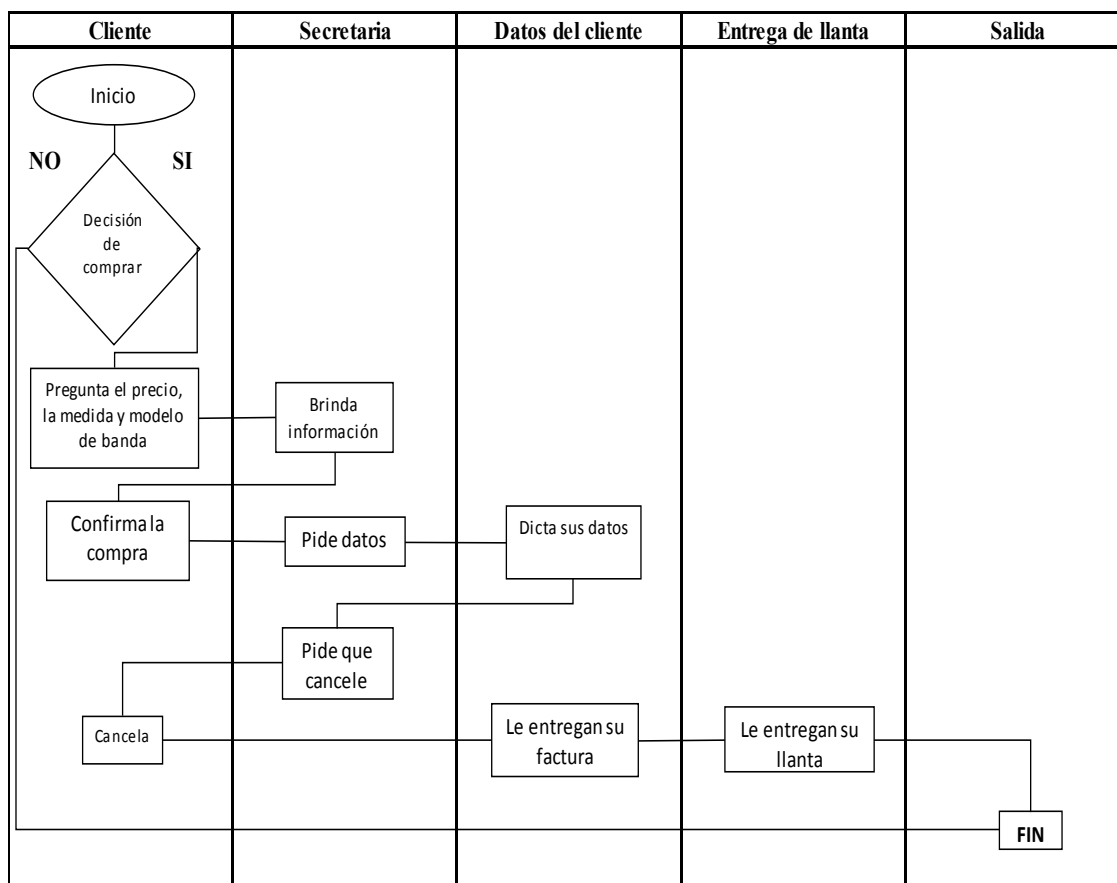 Cliente
Secretaria
Datos del cliente
Entrega de llanta
Salida
Inicio
NO
SI
Decisión
de
comprar
Pregunta el precio,
la medida y modelo
de banda
Brinda
información
Confirma la
compra
Pide datos
Dicta sus datos
Pide que
cancele
Cancela
Le entregan su
factura
Le entregan su
llanta
FIN